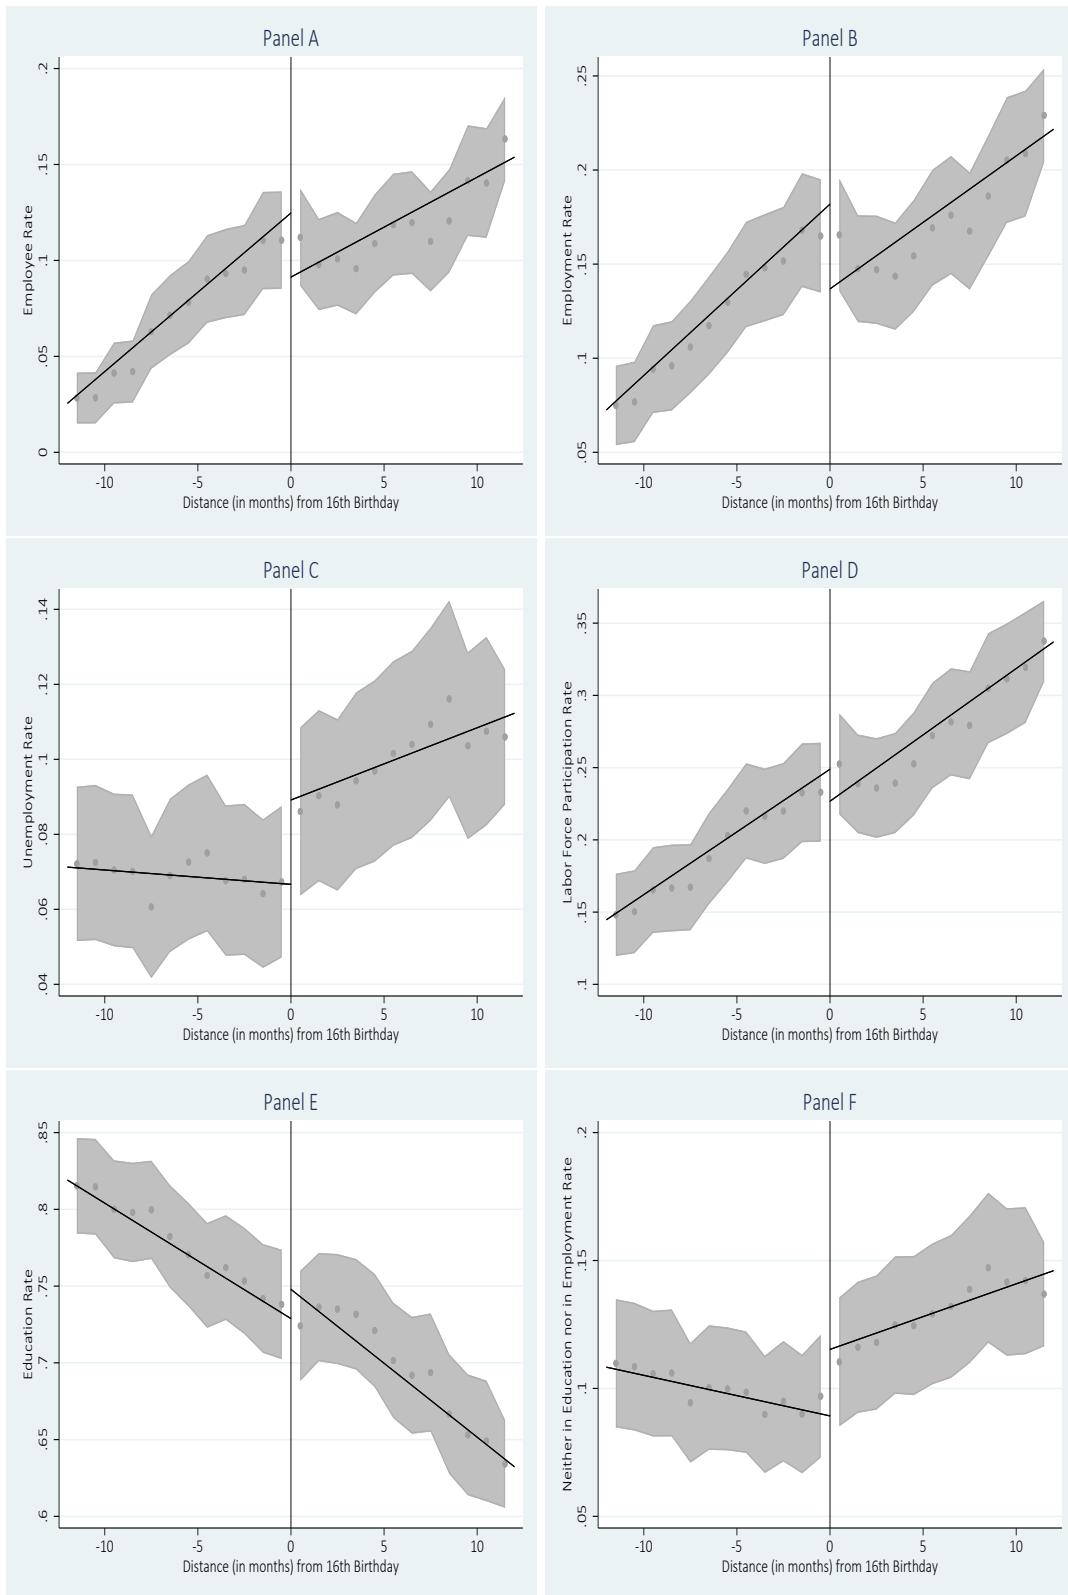 Panel A
Employee Rate
.2
.15
.1
.05
0
-10 -5 0 5 10
Distance (in months) from 16th Birthday
Panel B
Employment Rate
.25
.2
.15
.1
.05
-10 -5 0 5 10
Distance (in months) from 16th Birthday
Panel C
Unemployment Rate
.14
.12
.1
.08
.06
.04
-10 -5 0 5 10
Distance (in months) from 16th Birthday
Panel D
Labor Force Participation Rate
.35
.3
.25
.2
.15
.1
-10 -5 0 5 10
Distance (in months) from 16th Birthday
Panel E
Education Rate
.85
.8
.75
.7
.65
.6
-10 -5 0 5 10
Distance (in months) from 16th Birthday
Panel F
Neither in Education nor in Employment Rate
.2
.15
.1
.05
-10 -5 0 5 10
Distance (in months) from 16th Birthday